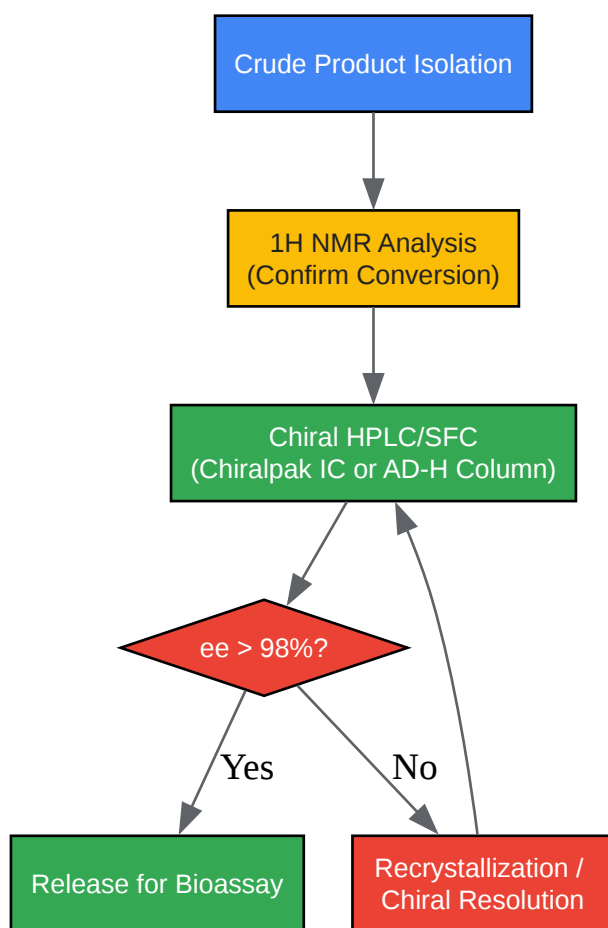 Crude Product Isolation
1H NMR Analysis
(Confirm Conversion)
Chiral HPLC/SFC
(Chiralpak IC or AD-H Column)
ee > 98%?
Yes
No
Release for Bioassay
Recrystallization /
Chiral Resolution